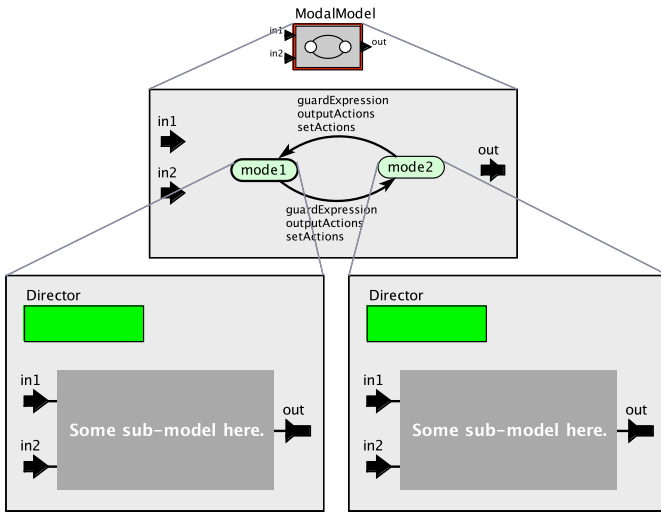 ModalModel
in1
in2
out
in1
in2
guardExpression
outputActions
setActions
mode1
mode2
out
guardExpression
outputActions
setActions
Director
in1
in2
Some sub-model here.
out
Director
in1
in2
Some sub-model here.
out